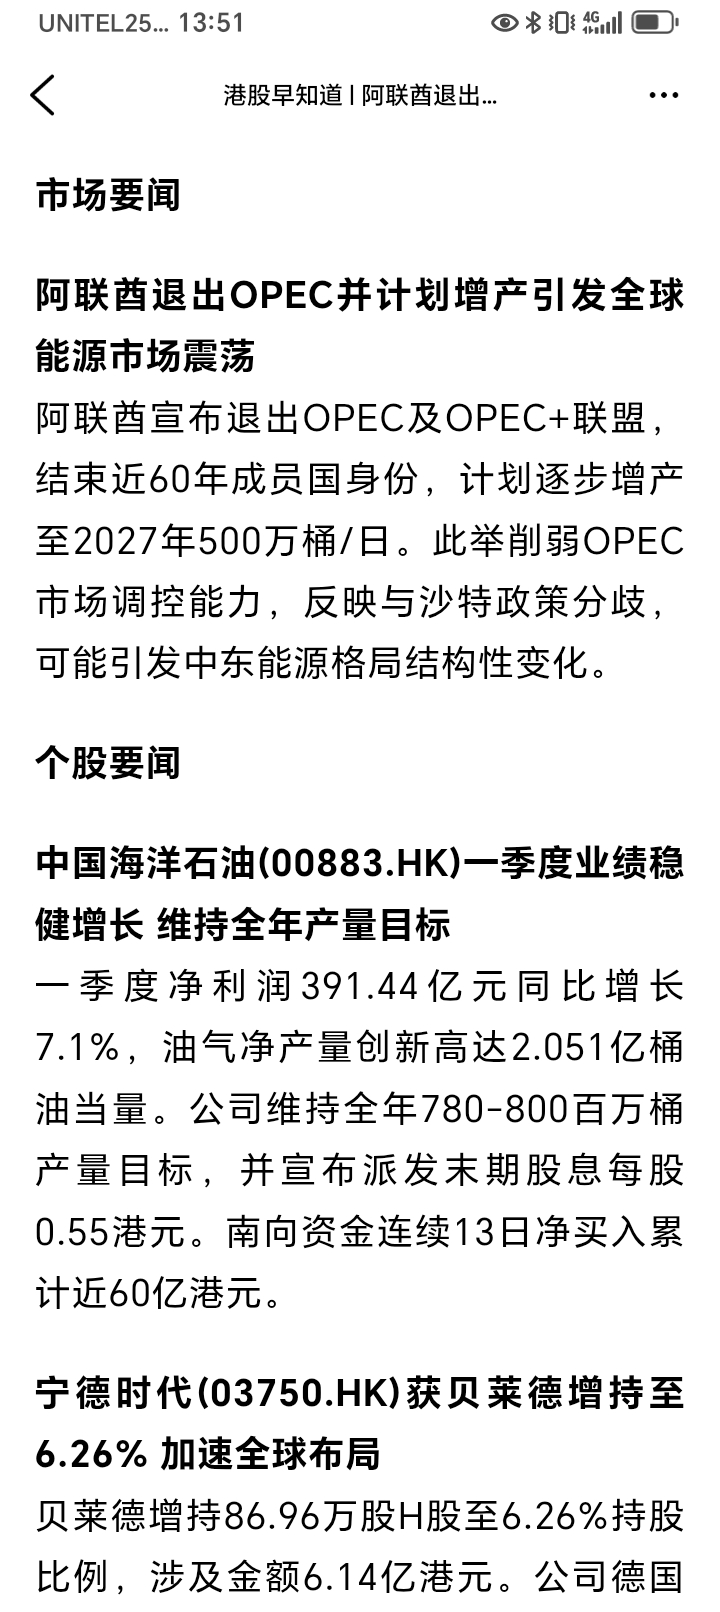 UNITEL25... 13:51
4G
港股早知道 | 阿联酋退出...
市场要闻
阿联酋退出OPEC并计划增产引发全球
能源市场震荡
阿联酋宣布退出OPEC及OPEC+联盟，
结束近60年成员国身份，计划逐步增产
至2027年500万桶/日。此举削弱OPEC
市场调控能力，反映与沙特政策分歧，
可能引发中东能源格局结构性变化。
个股要闻
中国海洋石油(00883.HK)一季度业绩稳
健增长 维持全年产量目标
一季度净利润391.44亿元同比增长
7.1%，油气净产量创新高达2.051亿桶
油当量。公司维持全年780-800百万桶
产量目标，并宣布派发末期股息每股
0.55港元。南向资金连续13日净买入累
计近60亿港元。
宁德时代(03750.HK)获贝莱德增持至
6.26% 加速全球布局
贝莱德增持86.96万股H股至6.26%持股
比例，涉及金额6.14亿港元。公司德国